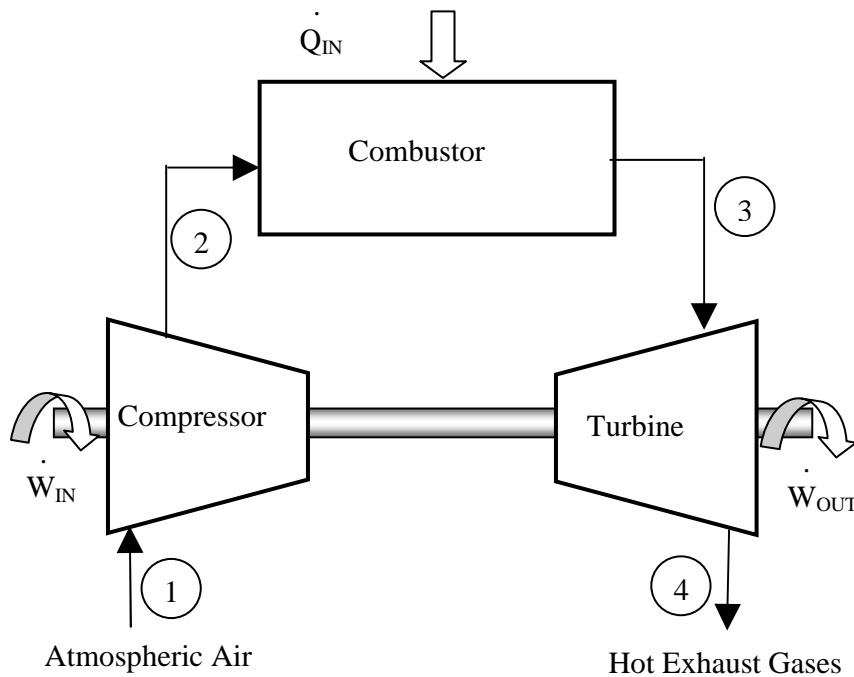 Q̇IN
Combustor
3
2
Compressor
Turbine
ẆIN
ẆOUT
1
4
Atmospheric Air
Hot Exhaust Gases